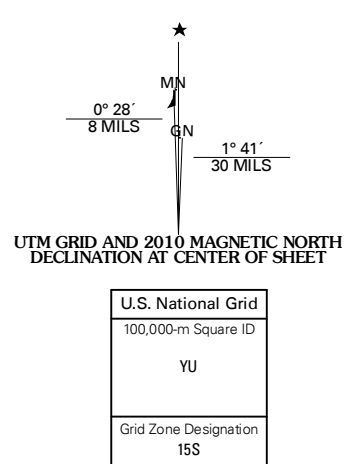 MN
0° 28´
8 MILS
GN
1° 41´
30 MILS
UTM GRID AND 2010 MAGNETIC NORTH
DECLINATION AT CENTER OF SHEET
U.S. National Grid
100,000-m Square ID
YU
Grid Zone Designation
15S